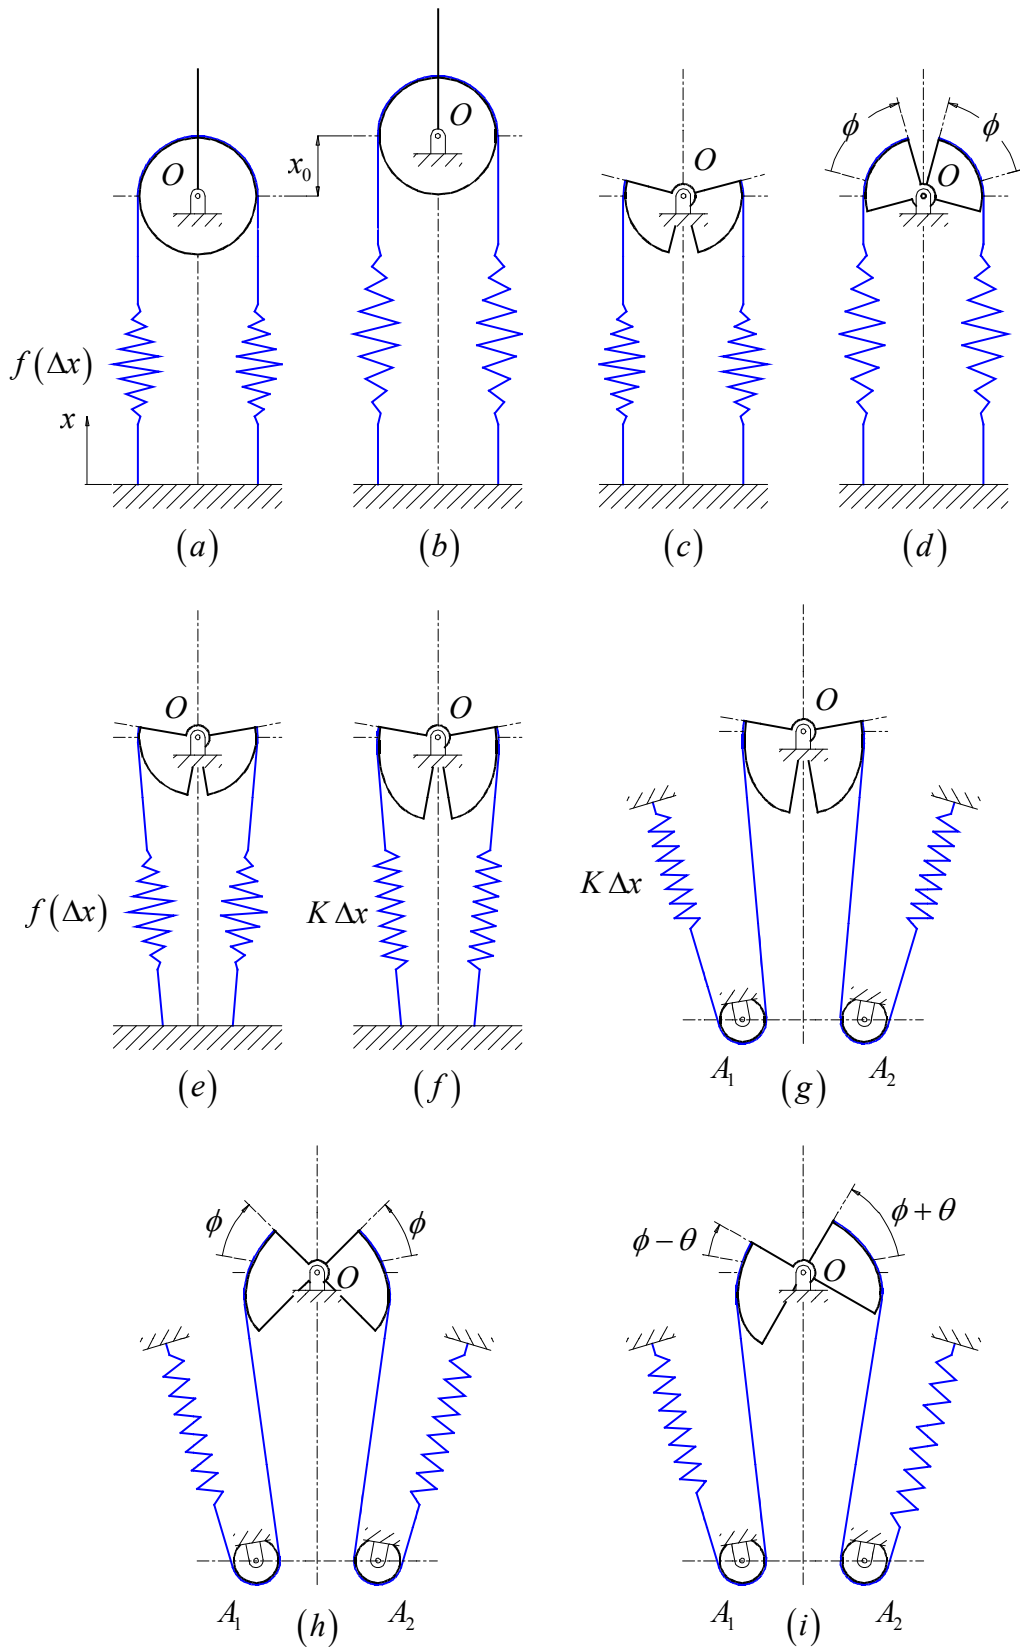 O
x₀
O
O
ϕ ϕ
O
f(Δx)
x
(a) (b) (c) (d)
O
O
O
f(Δx)
KΔx
KΔx
A₁ A₂
(e) (f) (g)
ϕ ϕ
O
ϕ−θ
ϕ+θ
O
A₁ A₂
A₁ A₂
(h) (i)